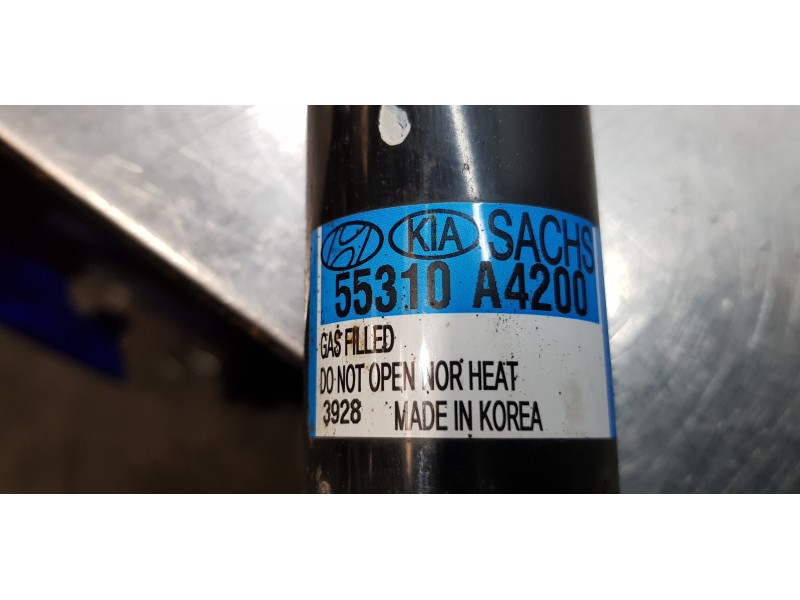 KIA SACHS
55310 A4200
GAS FILLED
DO NOT OPEN NOR HEAT
3928 MADE IN KOREA